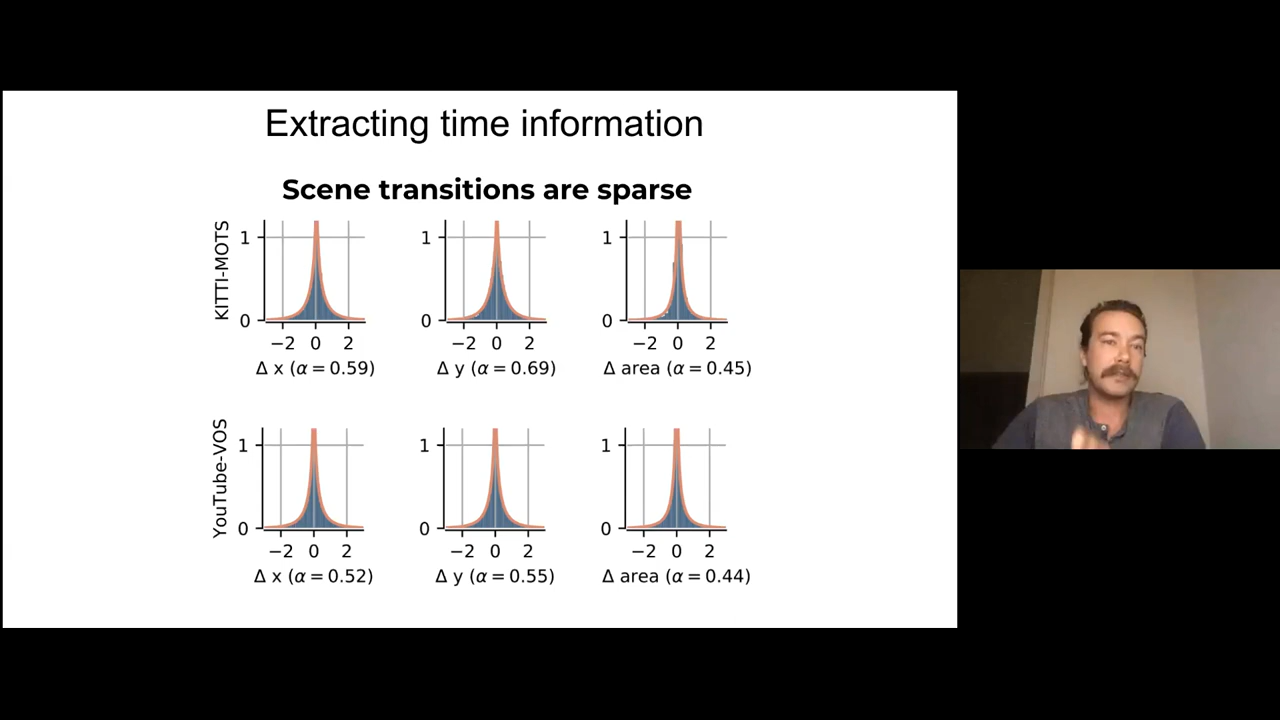 Extracting time information
Scene transitions are sparse
KITTI-MOTS
1
0
−2 0 2
Δ x (α = 0.59)
1
0
−2 0 2
Δ y (α = 0.69)
1
0
−2 0 2
Δ area (α = 0.45)
YouTube-VOS
1
0
−2 0 2
Δ x (α = 0.52)
1
0
−2 0 2
Δ y (α = 0.55)
1
0
−2 0 2
Δ area (α = 0.44)